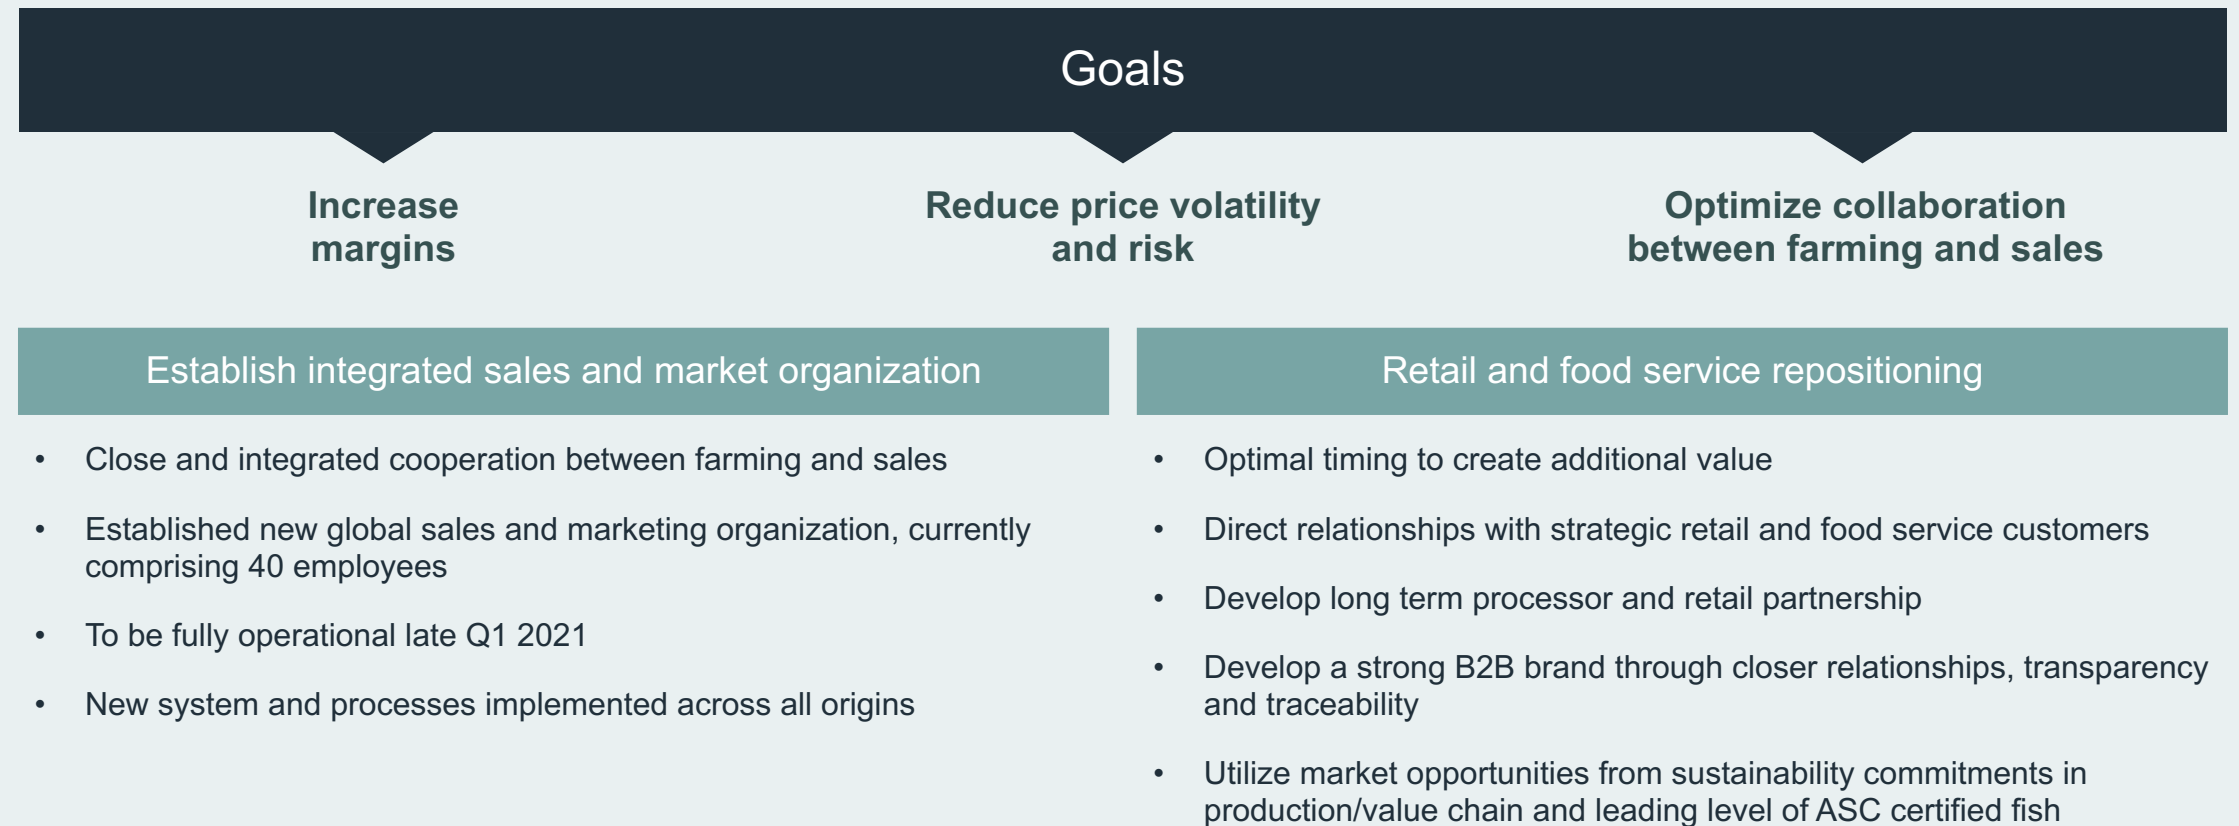 Goals
Increase
margins
Reduce price volatility
and risk
Optimize collaboration
between farming and sales
Establish integrated sales and market organization
• Close and integrated cooperation between farming and sales
• Established new global sales and marketing organization, currently
comprising 40 employees
• To be fully operational late Q1 2021
• New system and processes implemented across all origins
Retail and food service repositioning
• Optimal timing to create additional value
• Direct relationships with strategic retail and food service customers
• Develop long term processor and retail partnership
• Develop a strong B2B brand through closer relationships, transparency
and traceability
• Utilize market opportunities from sustainability commitments in
production/value chain and leading level of ASC certified fish